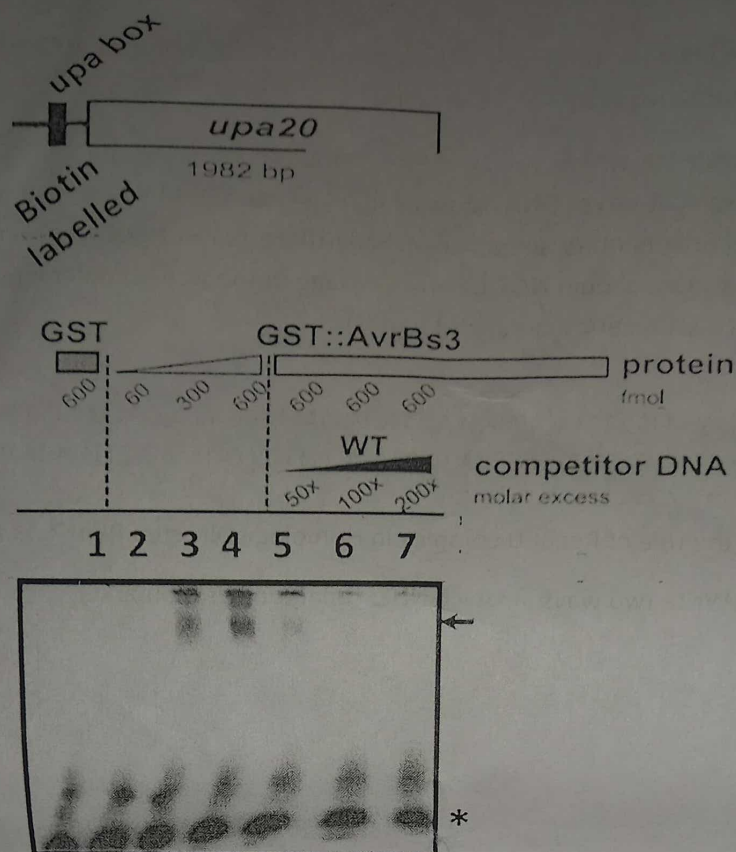 upa box
upa20
1982 bp
Biotin
labelled
GST GST::AvrBs3
protein
600 60 300 600 600 600 600
fmol
WT
competitor DNA
50x 100x 200x
molar excess
1 2 3 4 5 6 7
*